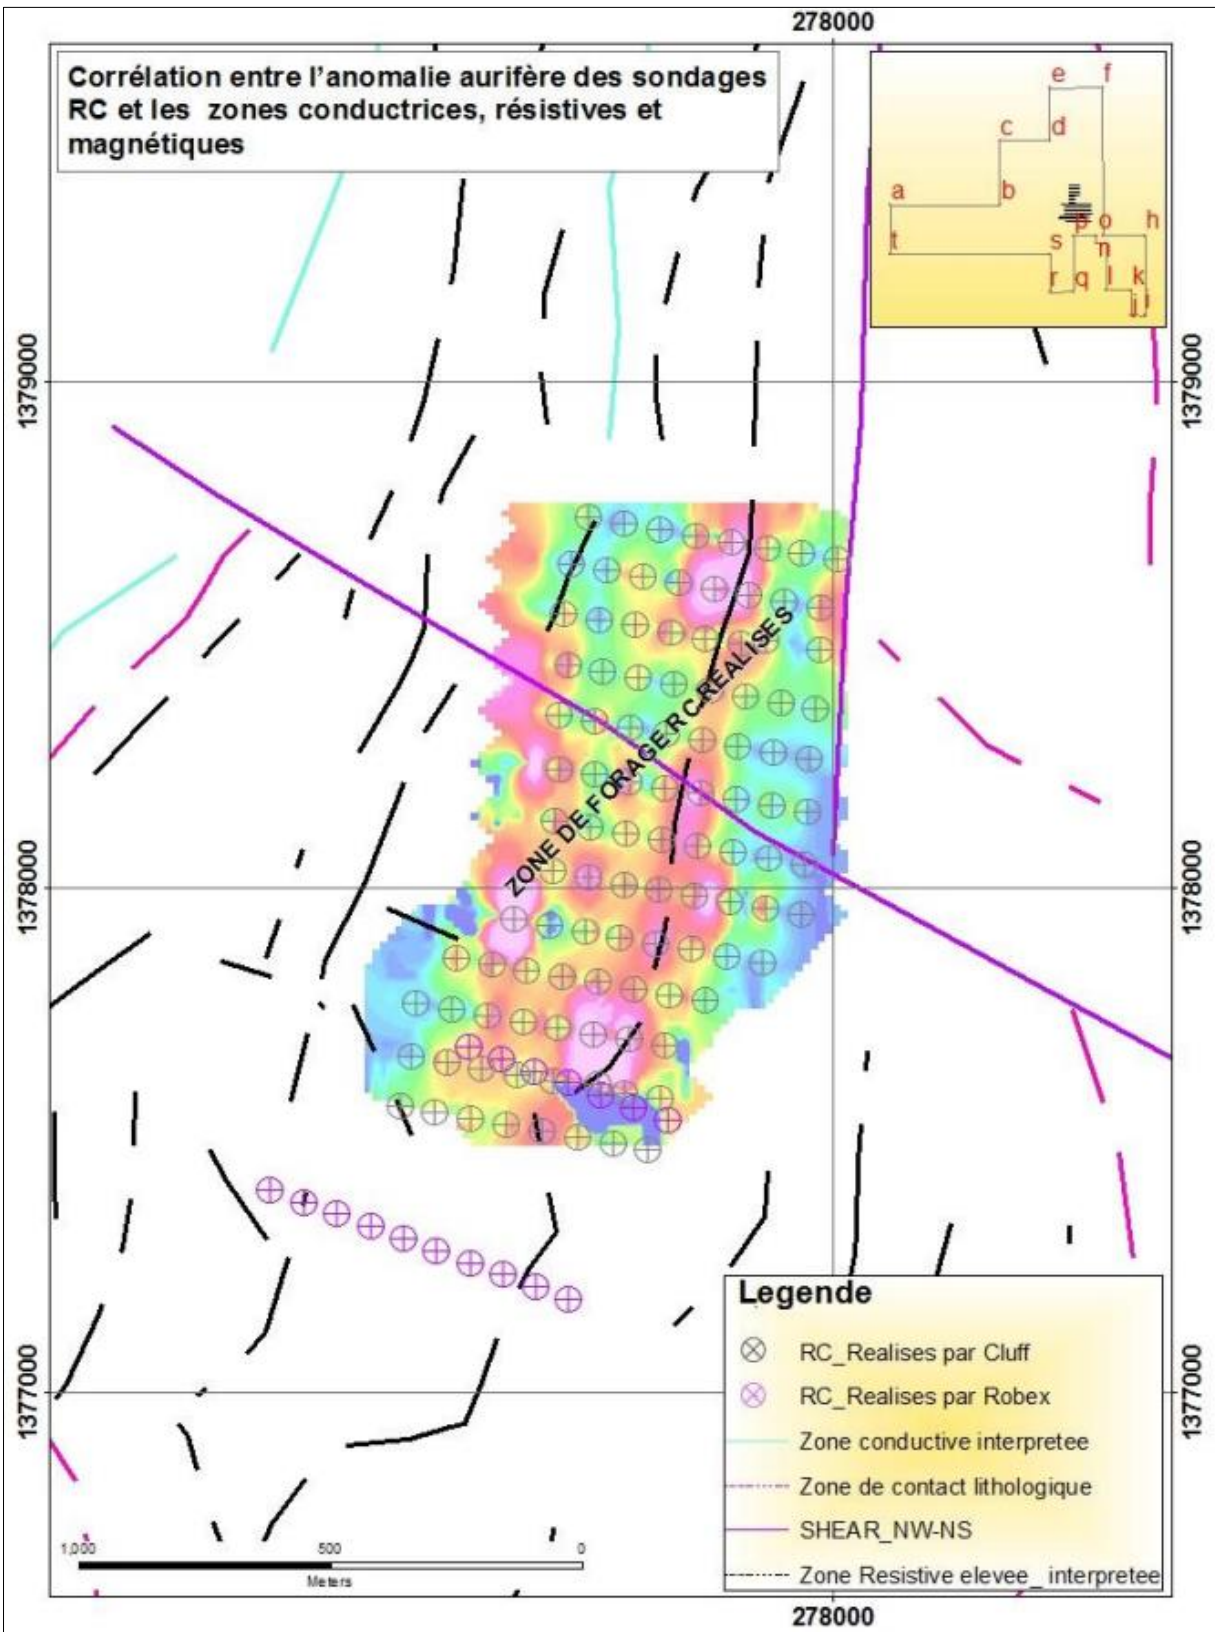 278000
Corrélation entre l'anomalie aurifère des sondages
RC et les zones conductrices, résistives et
magnétiques
e f
c d
a b
p o h
t s n
r q l k
j i
1379000
1379000
ZONE DE FORAGE RC REALISES
1378000
1378000
1377000
1377000
Legende
RC_Realises par Cluff
RC_Realises par Robex
Zone conductive interpretee
Zone de contact lithologique
SHEAR_NW-NS
Zone Resistive elevee_ interpretee
1,000 500 0
Meters
278000